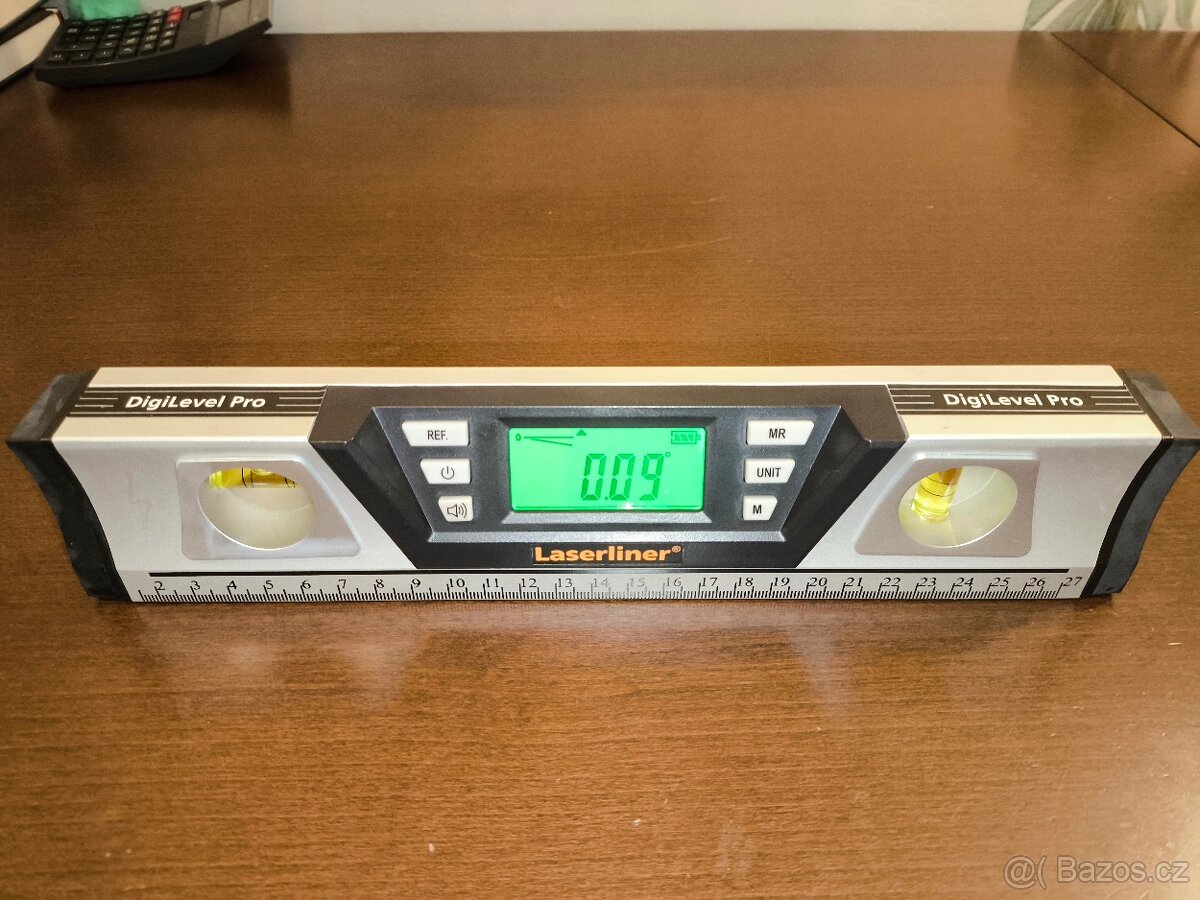 DigiLevel Pro
DigiLevel Pro
REF.
0
0.09°
MR
UNIT
M
Laserliner®
2 3 4 5 6 7 8 9 10 11 12 13 14 15 16 17 18 19 20 21 22 23 24 25 26 27
@( Bazos.cz